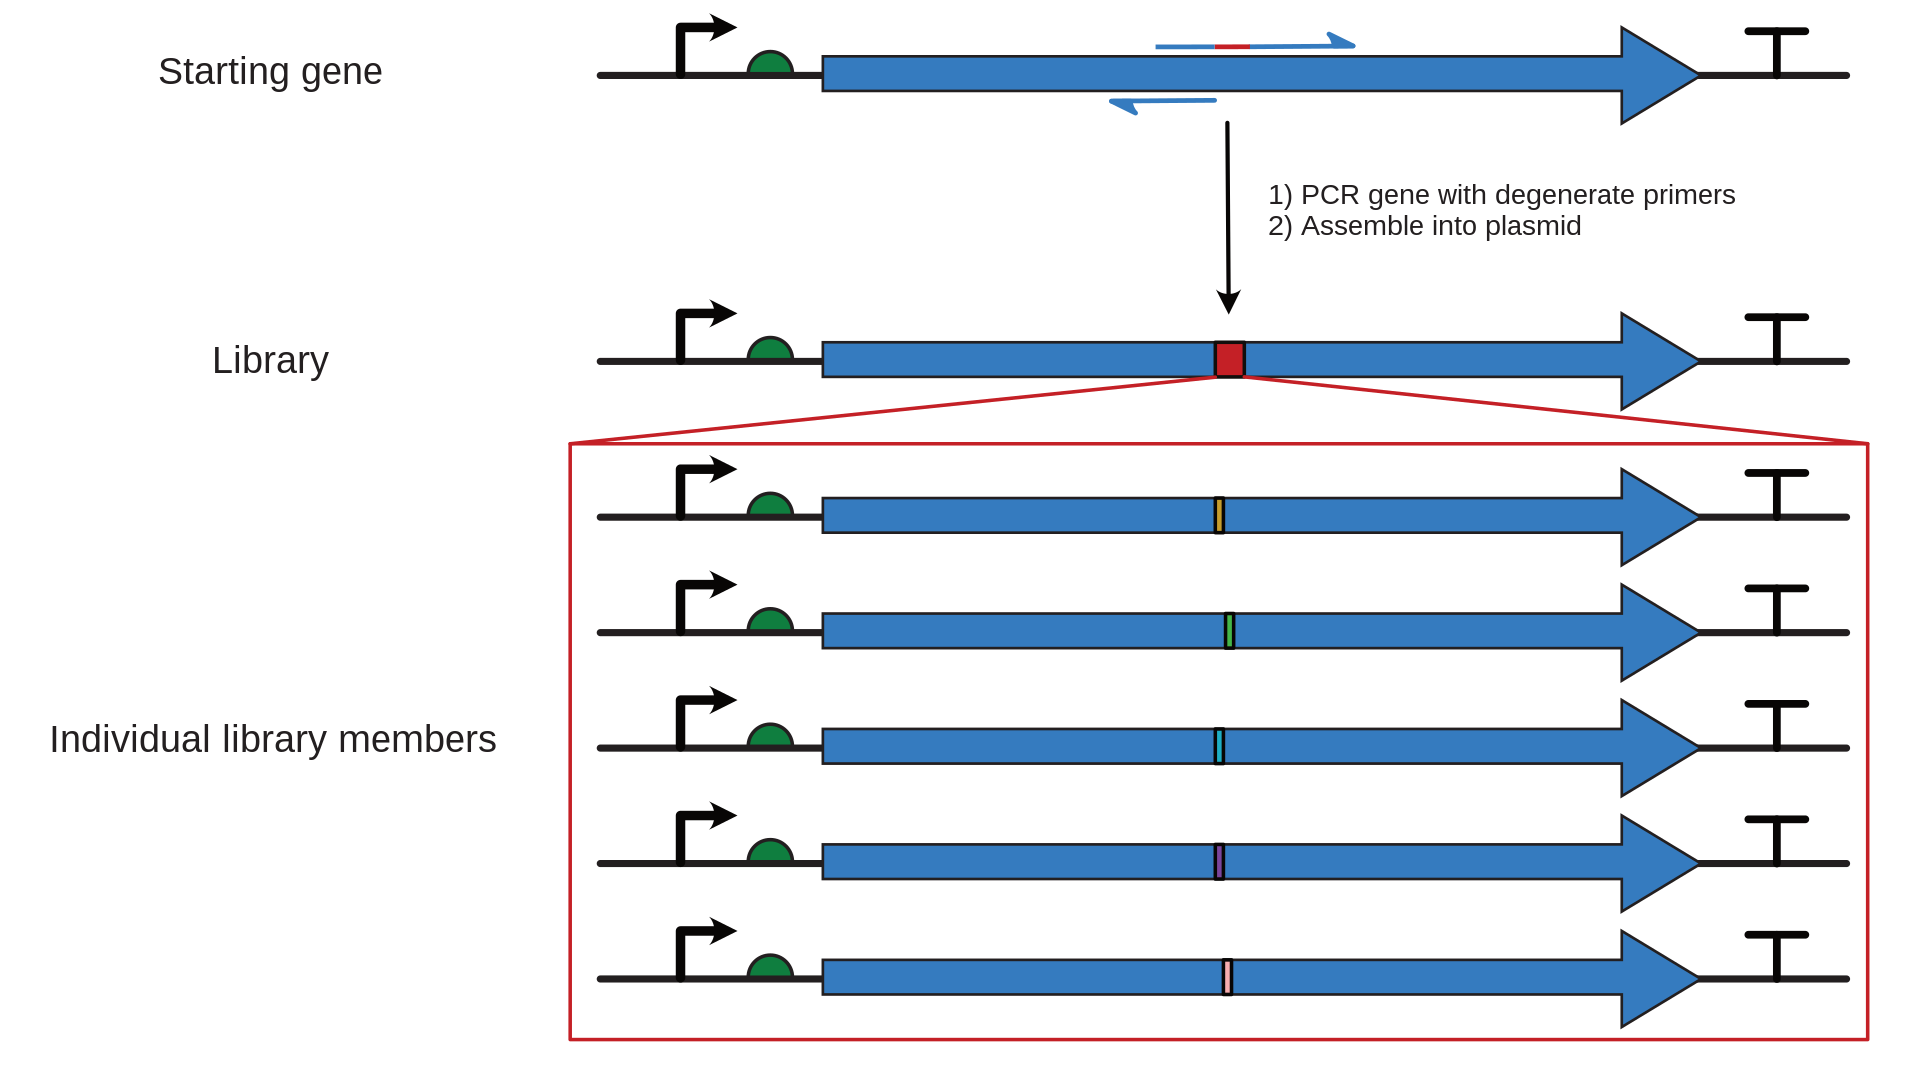 Starting gene
1) PCR gene with degenerate primers
2) Assemble into plasmid
Library
Individual library members